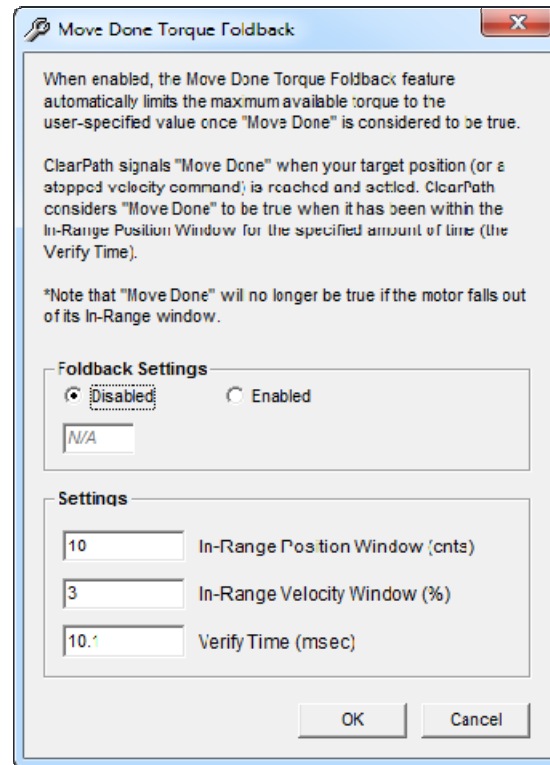 Move Done Torque Foldback
When enabled, the Move Done Torque Foldback feature
automatically limits the maximum available torque to the
user-specified value once "Move Done" is considered to be true.
ClearPath signals "Move Done" when your target position (or a
stopped velocity command) is reached and settled. ClearPath
considers "Move Done" to be true when it has been within the
In-Range Position Window for the specified amount of time (the
Verify Time).
*Note that "Move Done" will no longer be true if the motor falls out
of its In-Range window.
Foldback Settings
Disabled Enabled
N/A
Settings
10 In-Range Position Window (cnts)
3 In-Range Velocity Window (%)
10.1 Verify Time (msec)
OK Cancel